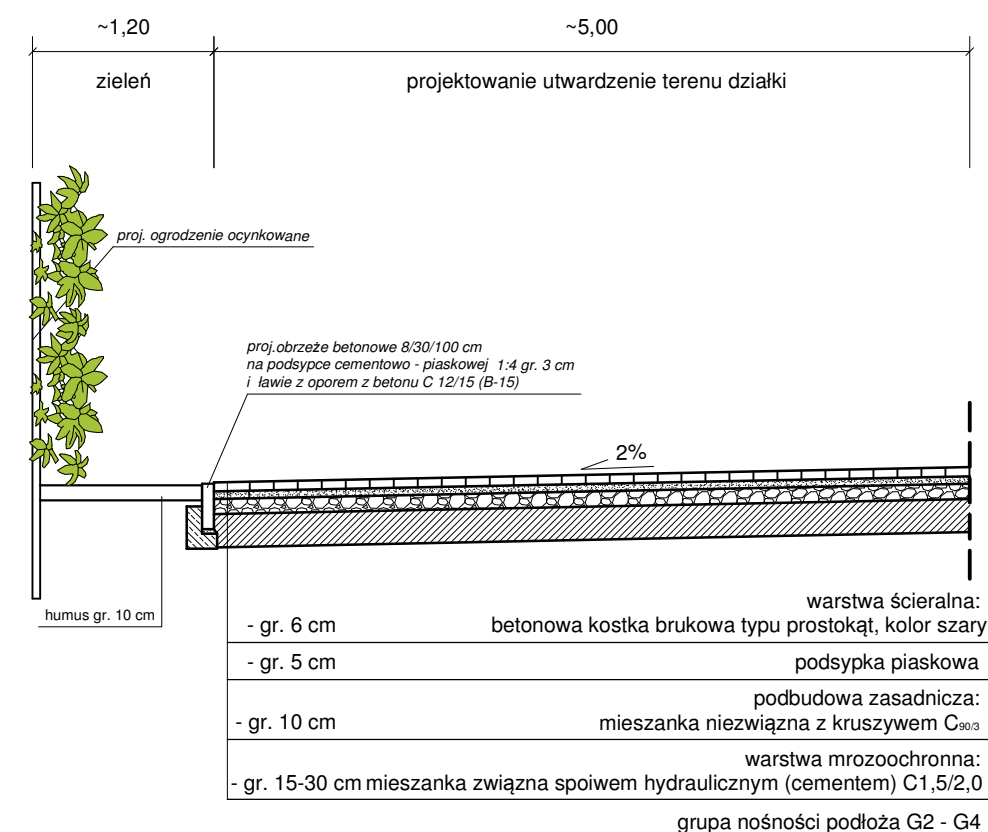 ~1,20
~5,00
zieleń
projektowanie utwardzenie terenu działki
proj. ogrodzenie ocynkowane
proj.obrzeże betonowe 8/30/100 cm
na podsypce cementowo - piaskowej 1:4 gr. 3 cm
i ławie z oporem z betonu C 12/15 (B-15)
2%
humus gr. 10 cm
warstwa ścieralna:
- gr. 6 cm betonowa kostka brukowa typu prostokąt, kolor szary
- gr. 5 cm podsypka piaskowa
podbudowa zasadnicza:
- gr. 10 cm mieszanka niezwiązna z kruszywem C90/3
warstwa mrozoochronna:
- gr. 15-30 cm mieszanka związna spoiwem hydraulicznym (cementem) C1,5/2,0
grupa nośności podłoża G2 - G4